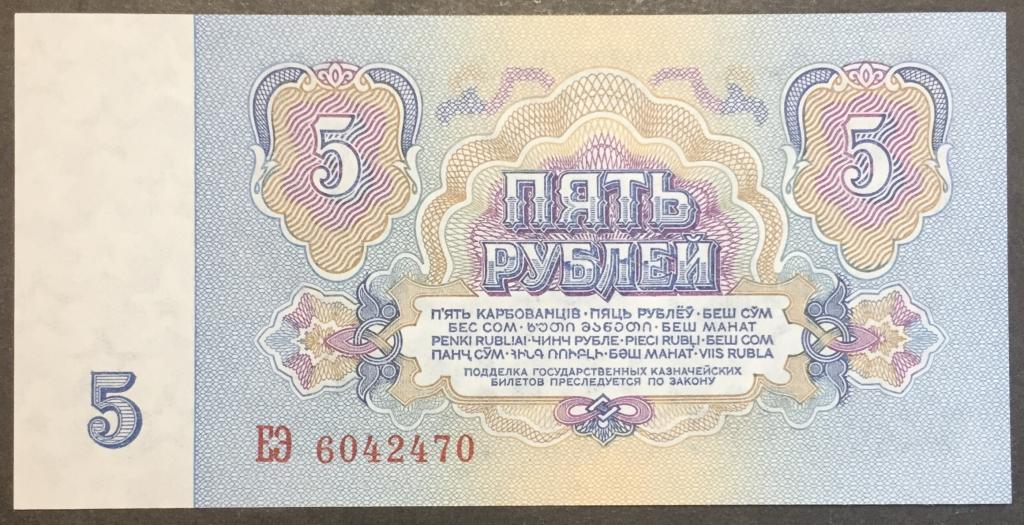 5
5
ПЯТЬ
РУБЛЕЙ
П'ЯТЬ КАРБОВАНЦІВ · ПЯЦЬ РУБЛЁЎ · БЕШ СЎМ
БЕС СОМ · ხუთი მანეთი · БЕШ МАНАТ
PENKI RUBLIAI · ЧИНЧ РУБЛЕ · PIECI RUBĻI · БЕШ СОМ
ПАНҶ СӮМ · ՀԻՆԳ ՌՈՒԲԼԻ · БӘШ МАНАТ · VIIS RUBLA
ПОДДЕЛКА ГОСУДАРСТВЕННЫХ КАЗНАЧЕЙСКИХ
БИЛЕТОВ ПРЕСЛЕДУЕТСЯ ПО ЗАКОНУ
5
ЕЭ 6042470